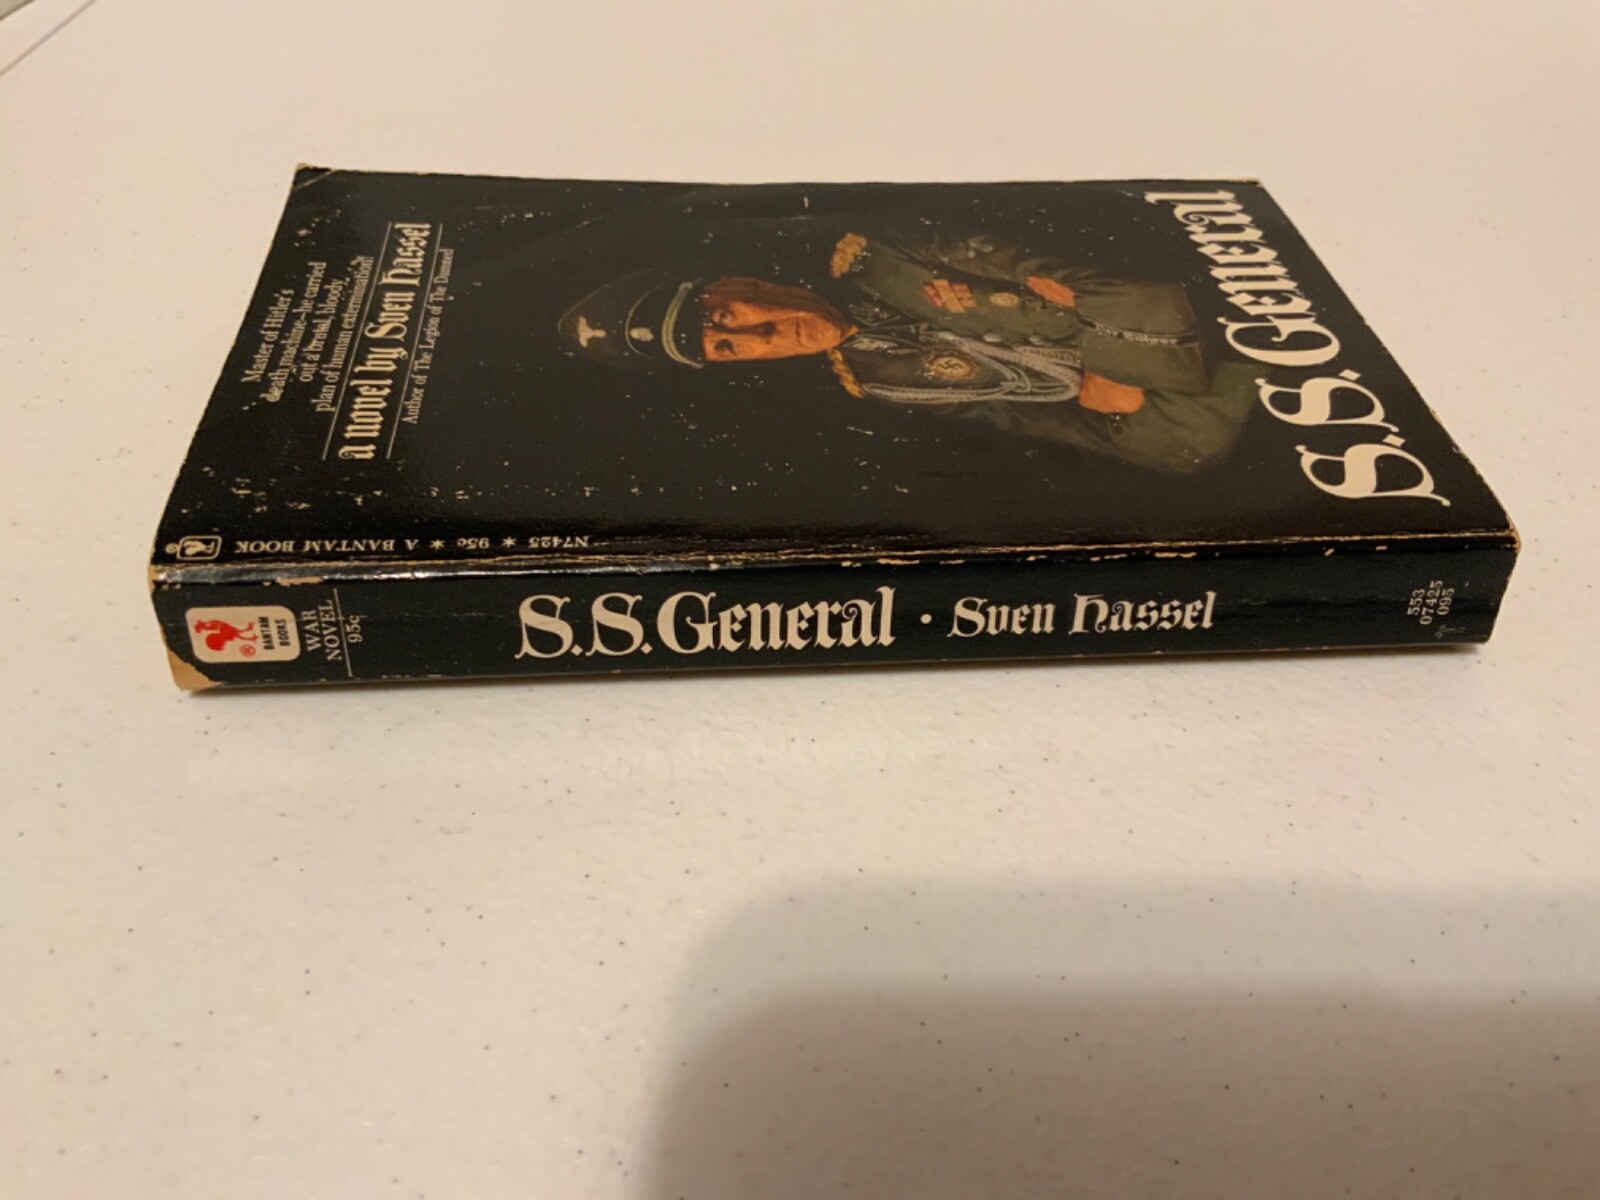 Master of Hitler's
death machine—he carried
out a brutal, bloody
plan of human extermination!
a novel by Sven Hassel
Author of The Legion of The Damned
S.S. General
N7425 ★ 95c ★ A BANTAM BOOK
®
BANTAM
BOOKS
®
WAR
NOVEL
95c
S.S. General · Sven Hassel
553
07425
095